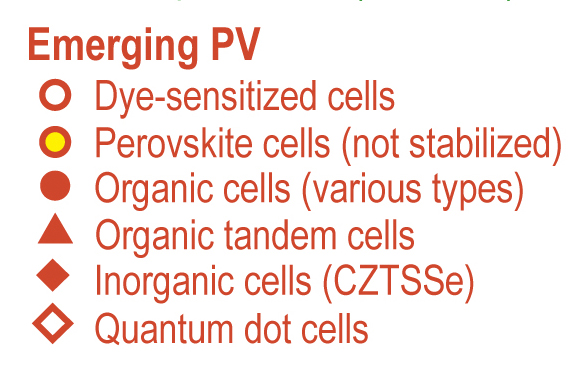 Emerging PV
Dye-sensitized cells
Perovskite cells (not stabilized)
Organic cells (various types)
Organic tandem cells
Inorganic cells (CZTSSe)
Quantum dot cells